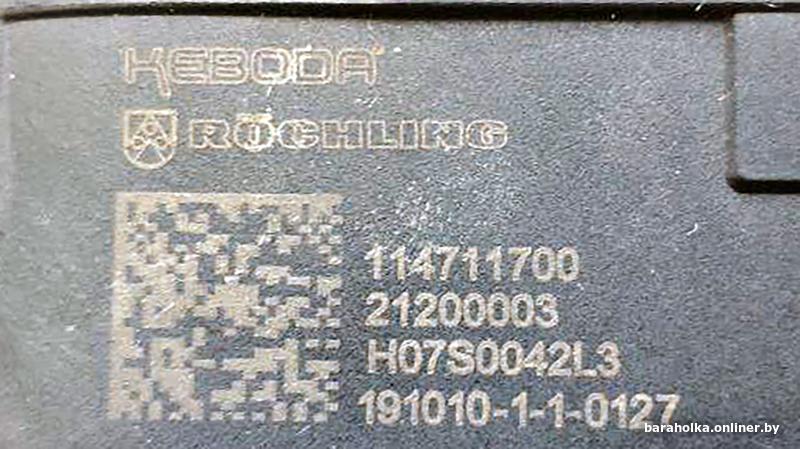 KEBODA
RÖCHLING
114711700
21200003
H07S0042L3
191010-1-1-0127
baraholka.onliner.by